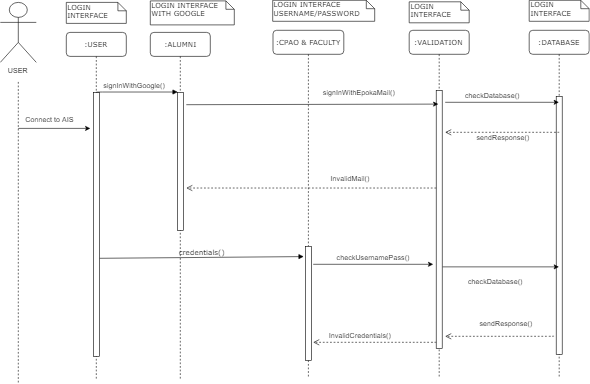 LOGIN
INTERFACE
LOGIN INTERFACE
WITH GOOGLE
LOGIN INTERFACE
USERNAME/PASSWORD
LOGIN
INTERFACE
LOGIN
INTERFACE
:USER
:ALUMNI
:CPAO & FACULTY
:VALIDATION
:DATABASE
USER
signInWithGoogle()
signInWithEpokaMail()
checkDatabase()
Connect to AIS
sendResponse()
InvalidMail()
credentials()
checkUsernamePass()
checkDatabase()
sendResponse()
InvalidCredentials()